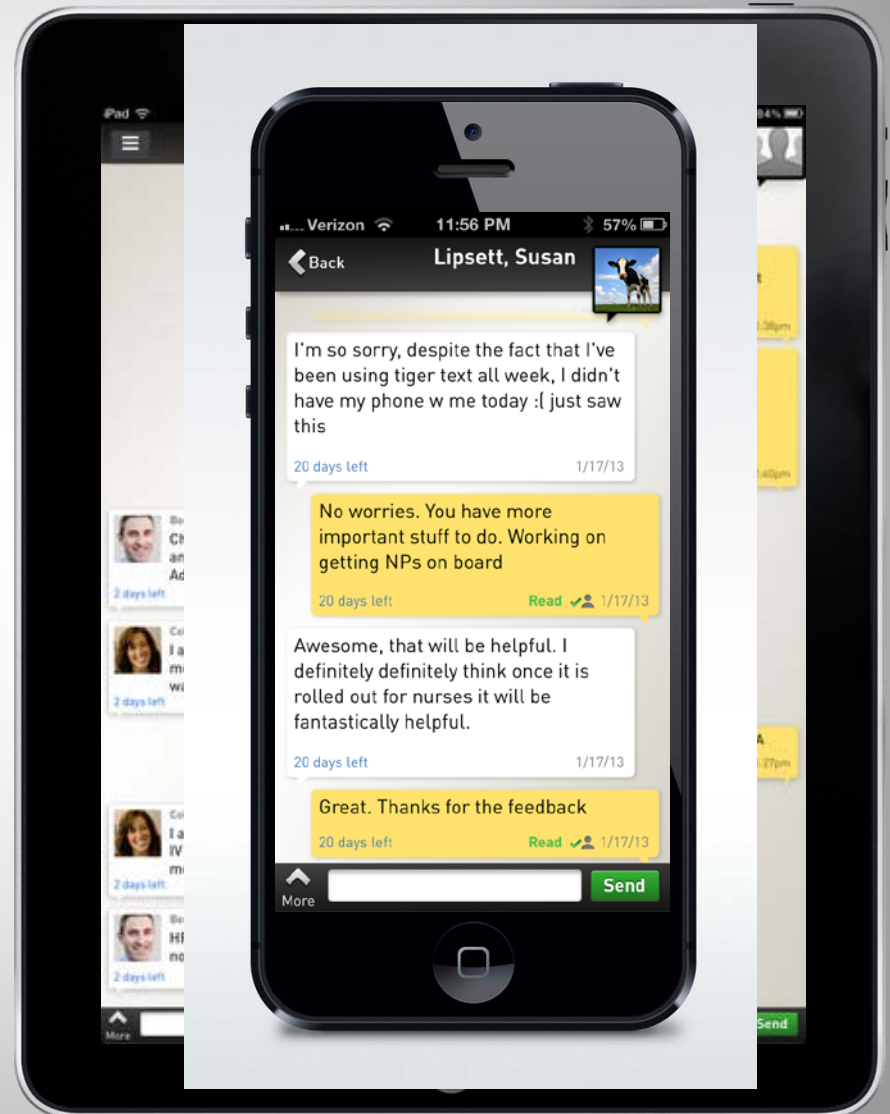 iPad
84%
Verizon 11:56 PM 57%
Back
Lipsett, Susan
I'm so sorry, despite the fact that I've
been using tiger text all week, I didn't
have my phone w me today :( just saw
this
20 days left 1/17/13
No worries. You have more
important stuff to do. Working on
getting NPs on board
20 days left Read 1/17/13
Awesome, that will be helpful. I
definitely definitely think once it is
rolled out for nurses it will be
fantastically helpful.
20 days left 1/17/13
Great. Thanks for the feedback
20 days left Read 1/17/13
More
Send
2 days left
I a
2 days left
A
I a
IV
2 days left
2 days left
More
Send